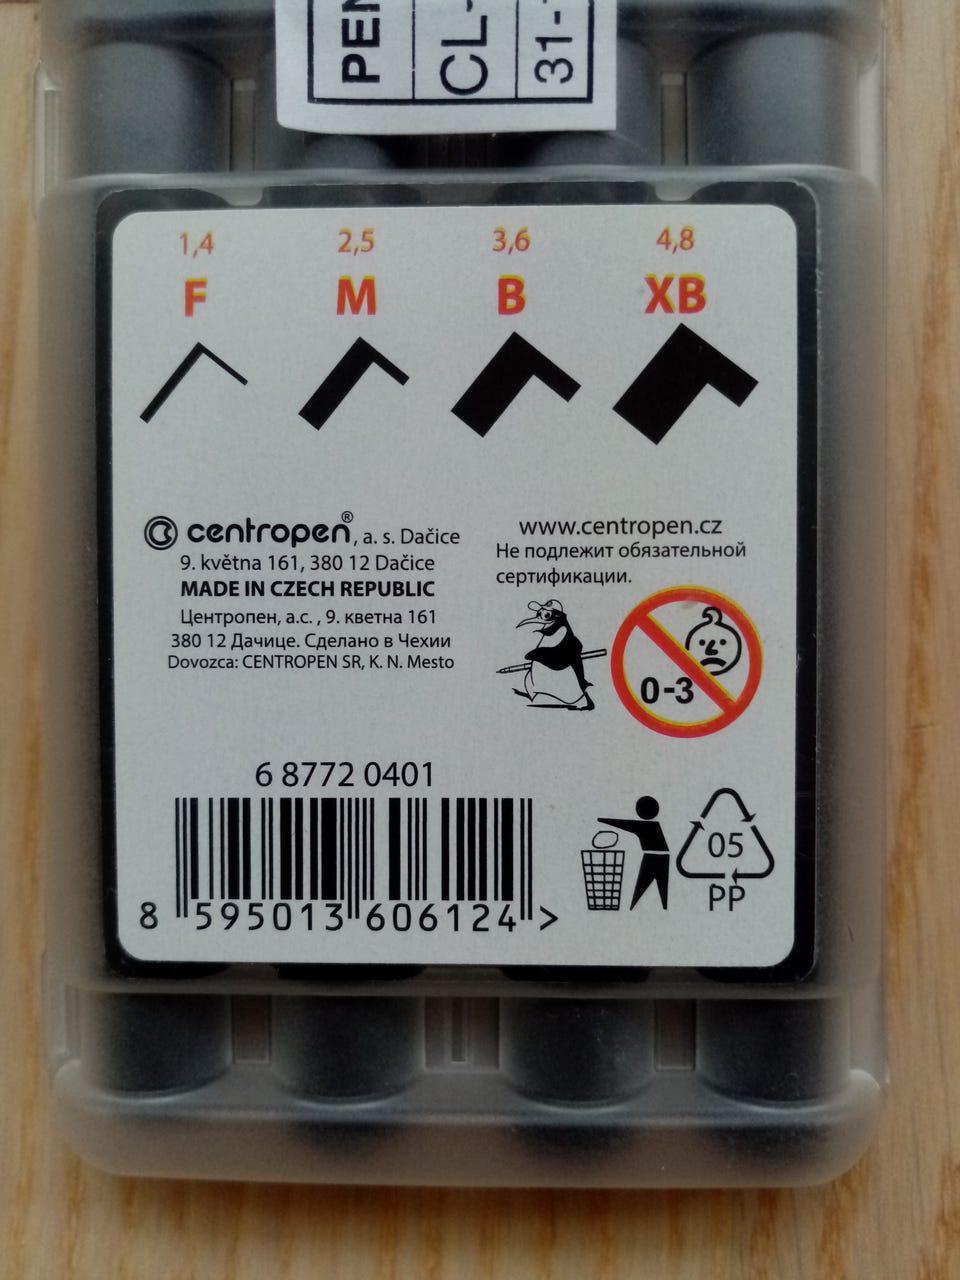 PEN
CL-
31-
1,4 2,5 3,6 4,8
F M B XB
centropen®, a. s. Dačice
9. května 161, 380 12 Dačice
MADE IN CZECH REPUBLIC
Центропен, a.c. , 9. кветна 161
380 12 Дачице. Сделано в Чехии
Dovozca: CENTROPEN SR, K. N. Mesto
www.centropen.cz
Не подлежит обязательной
сертификации.
0-3
6 8772 0401
8 595013 606124 >
05
PP